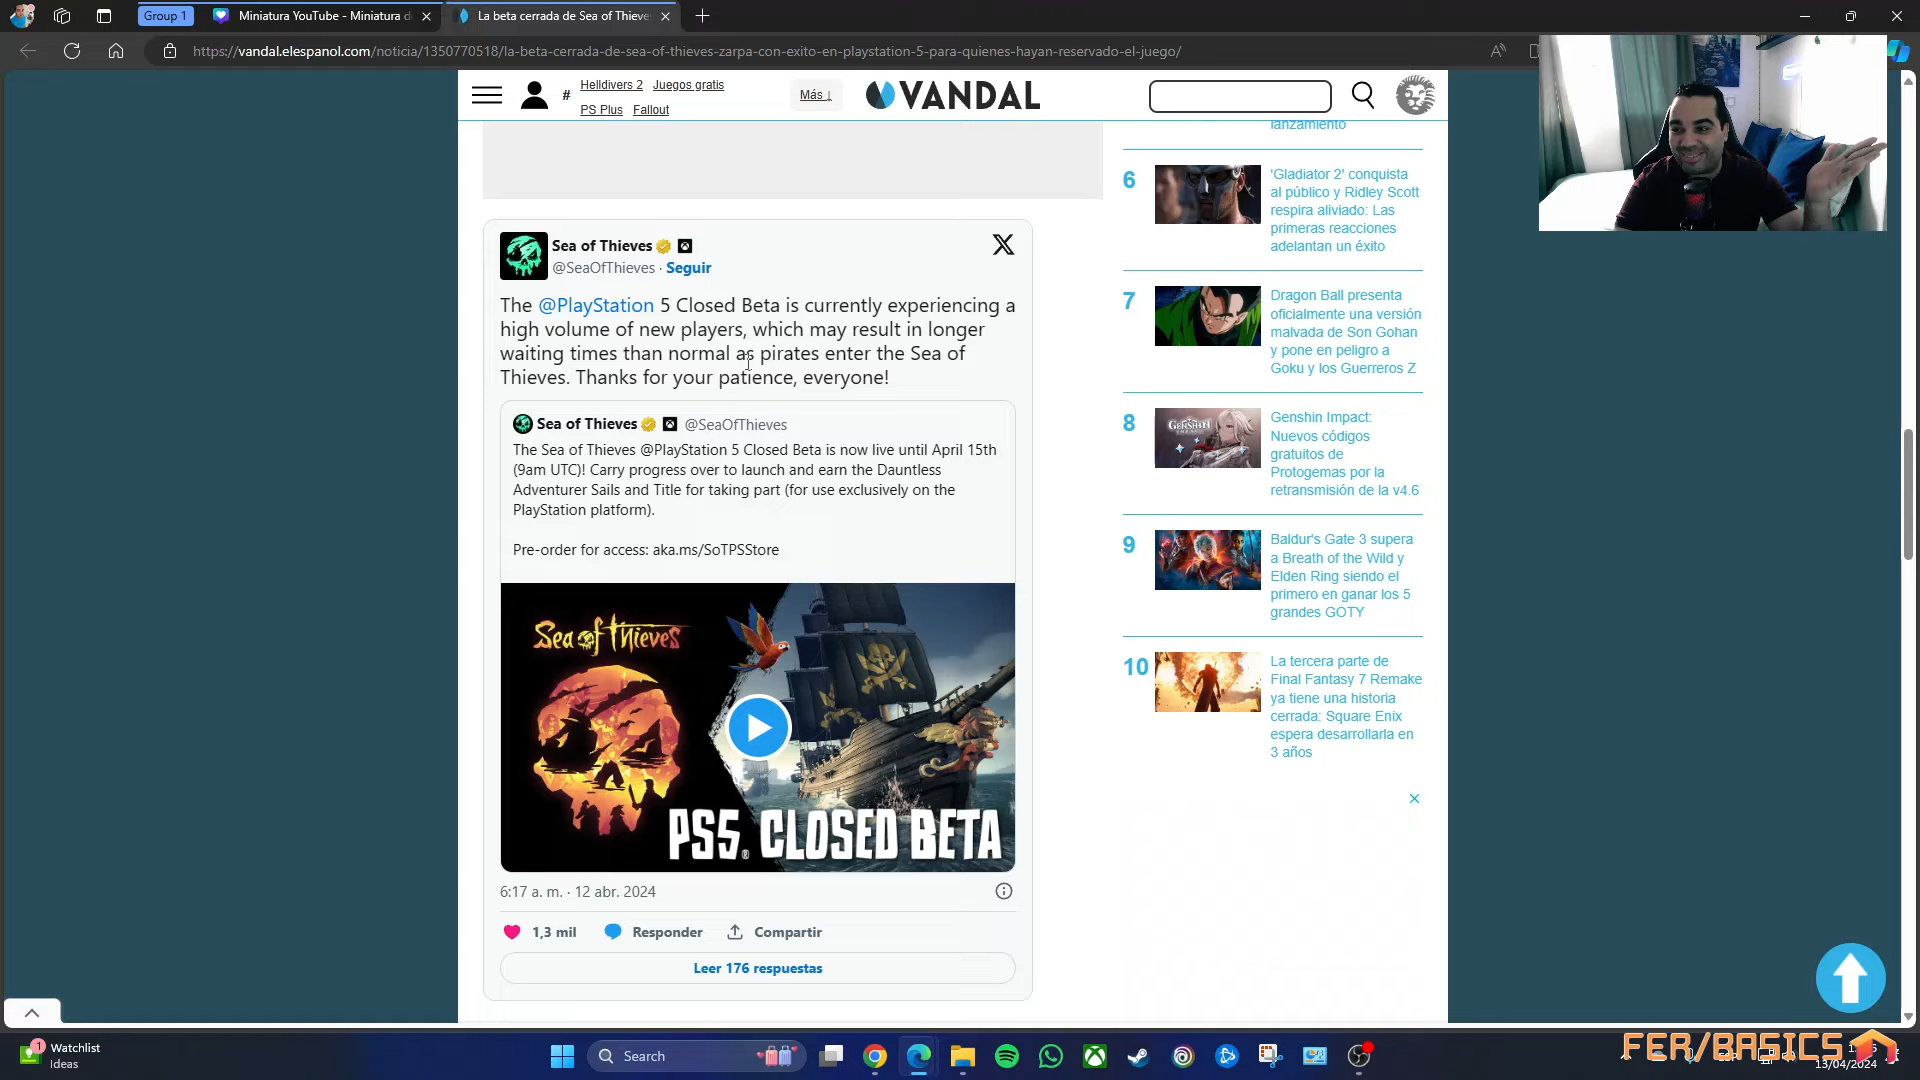 Group 1
Miniatura YouTube - Miniatura d
La beta cerrada de Sea of Thieve
https://vandal.elespanol.com/noticia/1350770518/la-beta-cerrada-de-sea-of-thieves-zarpa-con-exito-en-playstation-5-para-quienes-hayan-reservado-el-juego/
# Helldivers 2 Juegos gratis
PS Plus Fallout
Más ↓
VANDAL
lanzamiento
Sea of Thieves
@SeaOfThieves · Seguir
The @PlayStation 5 Closed Beta is currently experiencing a
high volume of new players, which may result in longer
waiting times than normal as pirates enter the Sea of
Thieves. Thanks for your patience, everyone!
Sea of Thieves @SeaOfThieves
The Sea of Thieves @PlayStation 5 Closed Beta is now live until April 15th
(9am UTC)! Carry progress over to launch and earn the Dauntless
Adventurer Sails and Title for taking part (for use exclusively on the
PlayStation platform).
Pre-order for access: aka.ms/SoTPSStore
Sea of Thieves
PS5® CLOSED BETA
6:17 a. m. · 12 abr. 2024
1,3 mil Responder Compartir
Leer 176 respuestas
6
'Gladiator 2' conquista
al público y Ridley Scott
respira aliviado: Las
primeras reacciones
adelantan un éxito
7
Dragon Ball presenta
oficialmente una versión
malvada de Son Gohan
y pone en peligro a
Goku y los Guerreros Z
8
GENSHIN
Genshin Impact:
Nuevos códigos
gratuitos de
Protogemas por la
retransmisión de la v4.6
9
Baldur's Gate 3 supera
a Breath of the Wild y
Elden Ring siendo el
primero en ganar los 5
grandes GOTY
10
La tercera parte de
Final Fantasy 7 Remake
ya tiene una historia
cerrada: Square Enix
espera desarrollarla en
3 años
1
Watchlist
Ideas
Search
FER/BASICS
13/04/2024